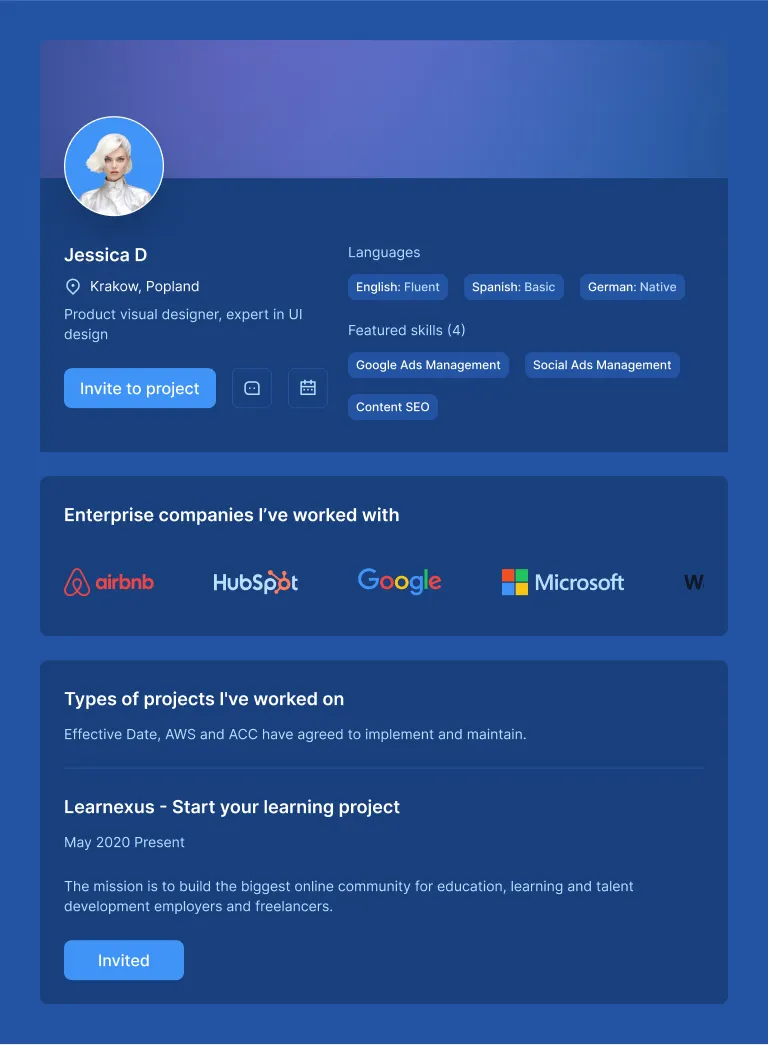 Jessica D
Krakow, Popland
Product visual designer, expert in UI
design
Invite to project
Languages
English: Fluent
Spanish: Basic
German: Native
Featured skills (4)
Google Ads Management
Social Ads Management
Content SEO
Enterprise companies I’ve worked with
airbnb
HubSpot
Google
Microsoft
W
Types of projects I've worked on
Effective Date, AWS and ACC have agreed to implement and maintain.
Learnexus - Start your learning project
May 2020 Present
The mission is to build the biggest online community for education, learning and talent
development employers and freelancers.
Invited